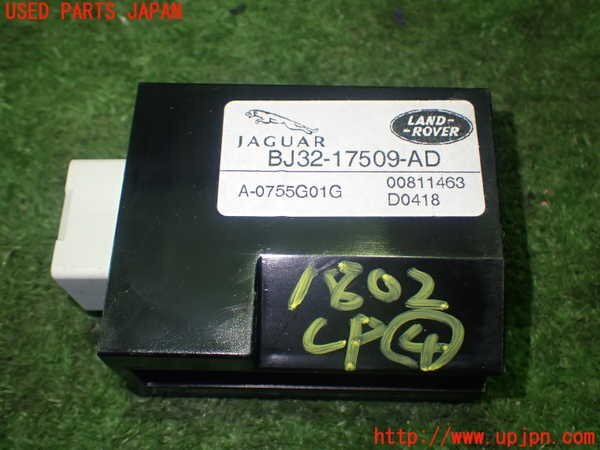 USED PARTS JAPAN
JAGUAR
LAND-
-ROVER
BJ32-17509-AD
A-0755G01G
00811463
D0418
1802
CP④
http://www.upjpn.com/